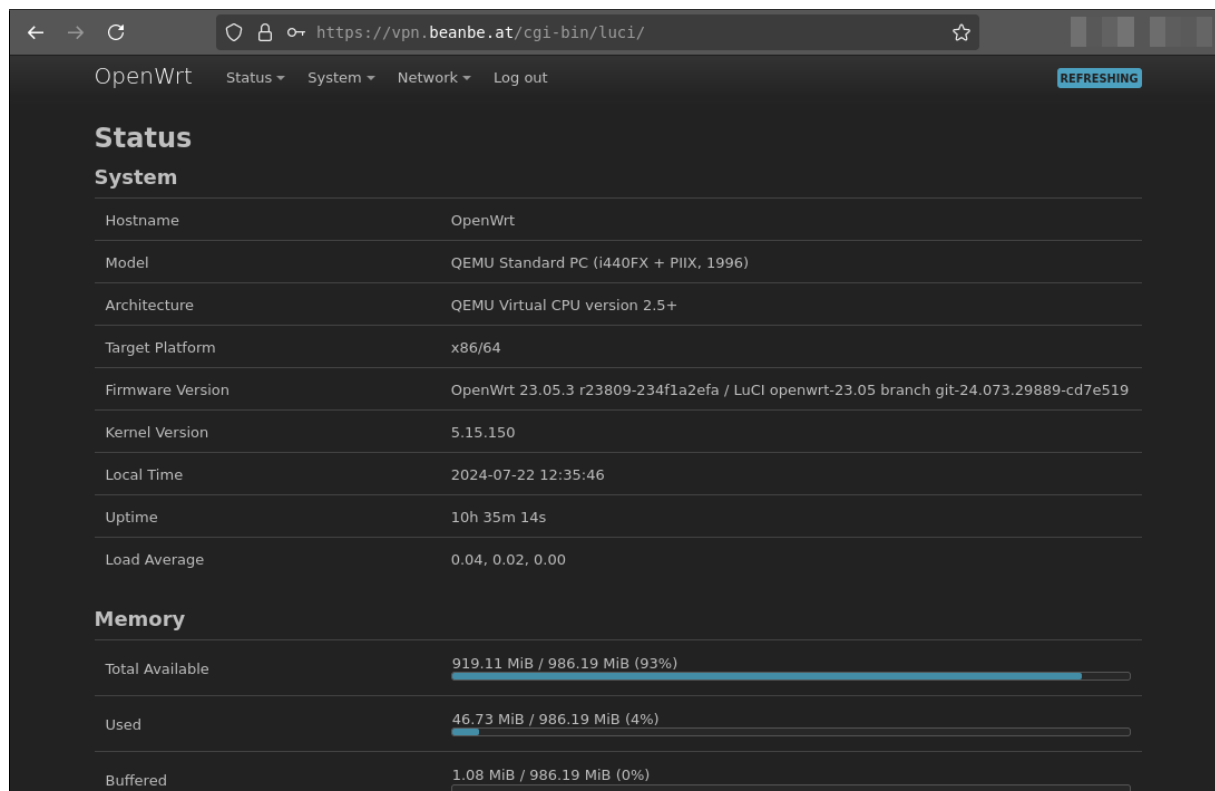 https://vpn.beanbe.at/cgi-bin/luci/
OpenWrt Status System Network Log out REFRESHING
Status
System
Hostname OpenWrt
Model QEMU Standard PC (i440FX + PIIX, 1996)
Architecture QEMU Virtual CPU version 2.5+
Target Platform x86/64
Firmware Version OpenWrt 23.05.3 r23809-234f1a2efa / LuCI openwrt-23.05 branch git-24.073.29889-cd7e519
Kernel Version 5.15.150
Local Time 2024-07-22 12:35:46
Uptime 10h 35m 14s
Load Average 0.04, 0.02, 0.00
Memory
Total Available 919.11 MiB / 986.19 MiB (93%)
Used 46.73 MiB / 986.19 MiB (4%)
Buffered 1.08 MiB / 986.19 MiB (0%)